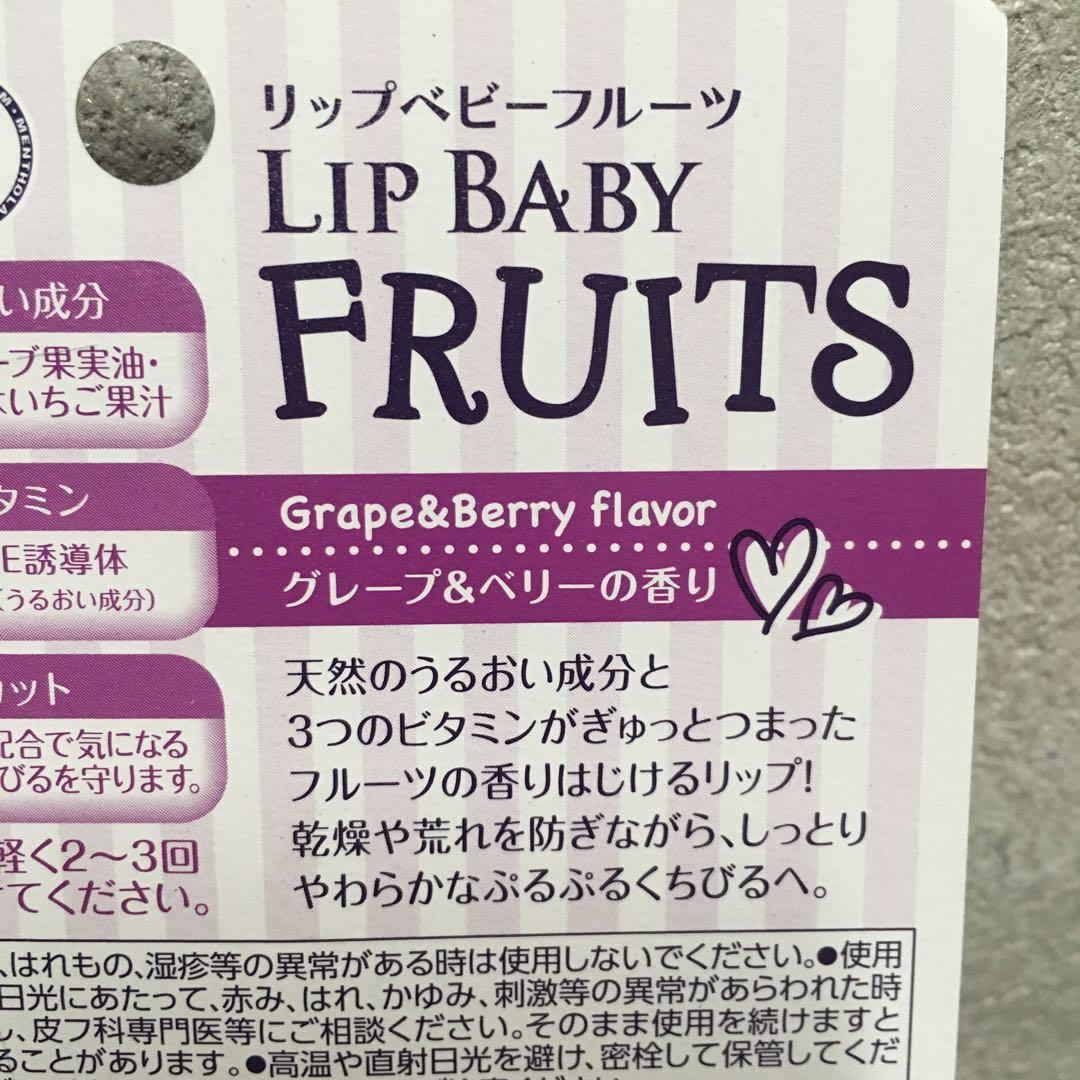 M・MENTHOLA
リップベビーフルーツ
LIP BABY
FRUITS
い成分
ーブ果実油・
いちご果汁
Grape&Berry flavor
グレープ&ベリーの香り
タミン
E誘導体
(うるおい成分)
天然のうるおい成分と
3つのビタミンがぎゅっとつまった
フルーツの香りはじけるリップ!
乾燥や荒れを防ぎながら、しっとり
やわらかなぷるぷるくちびるへ。
カット
配合で気になる
びるを守ります。
軽く2〜3回
てください。
、はれもの、湿疹等の異常がある時は使用しないでください。●使用
日光にあたって、赤み、はれ、かゆみ、刺激等の異常があらわれた時
し、皮フ科専門医等にご相談ください。そのまま使用を続けますと
ることがあります。●高温や直射日光を避け、密栓して保管してくだ